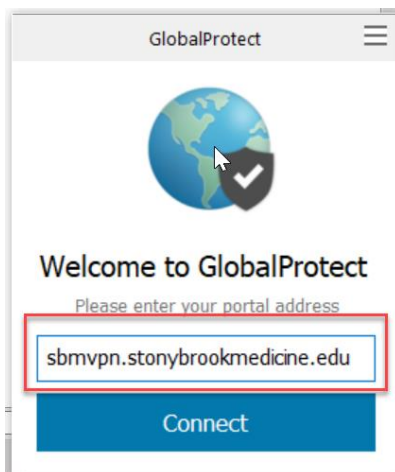 GlobalProtect
Welcome to GlobalProtect
Please enter your portal address
sbmvpn.stonybrookmedicine.edu
Connect